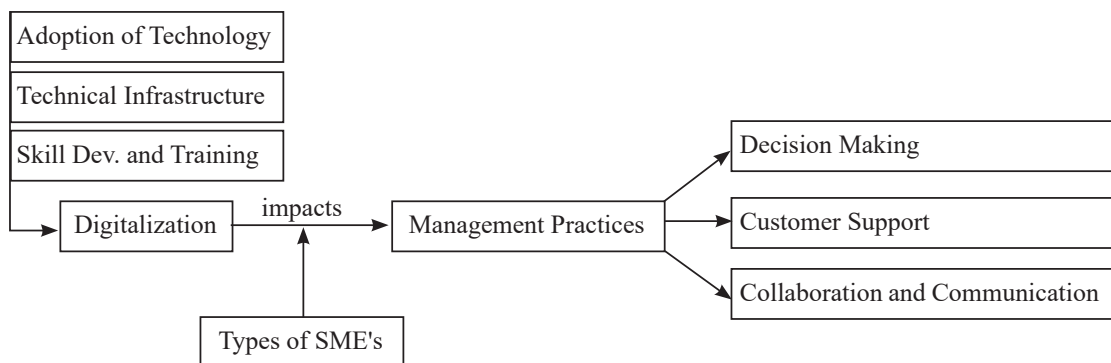 Adoption of Technology
Technical Infrastructure
Skill Dev. and Training
Decision Making
impacts
Digitalization
Management Practices
Customer Support
Collaboration and Communication
Types of SME's